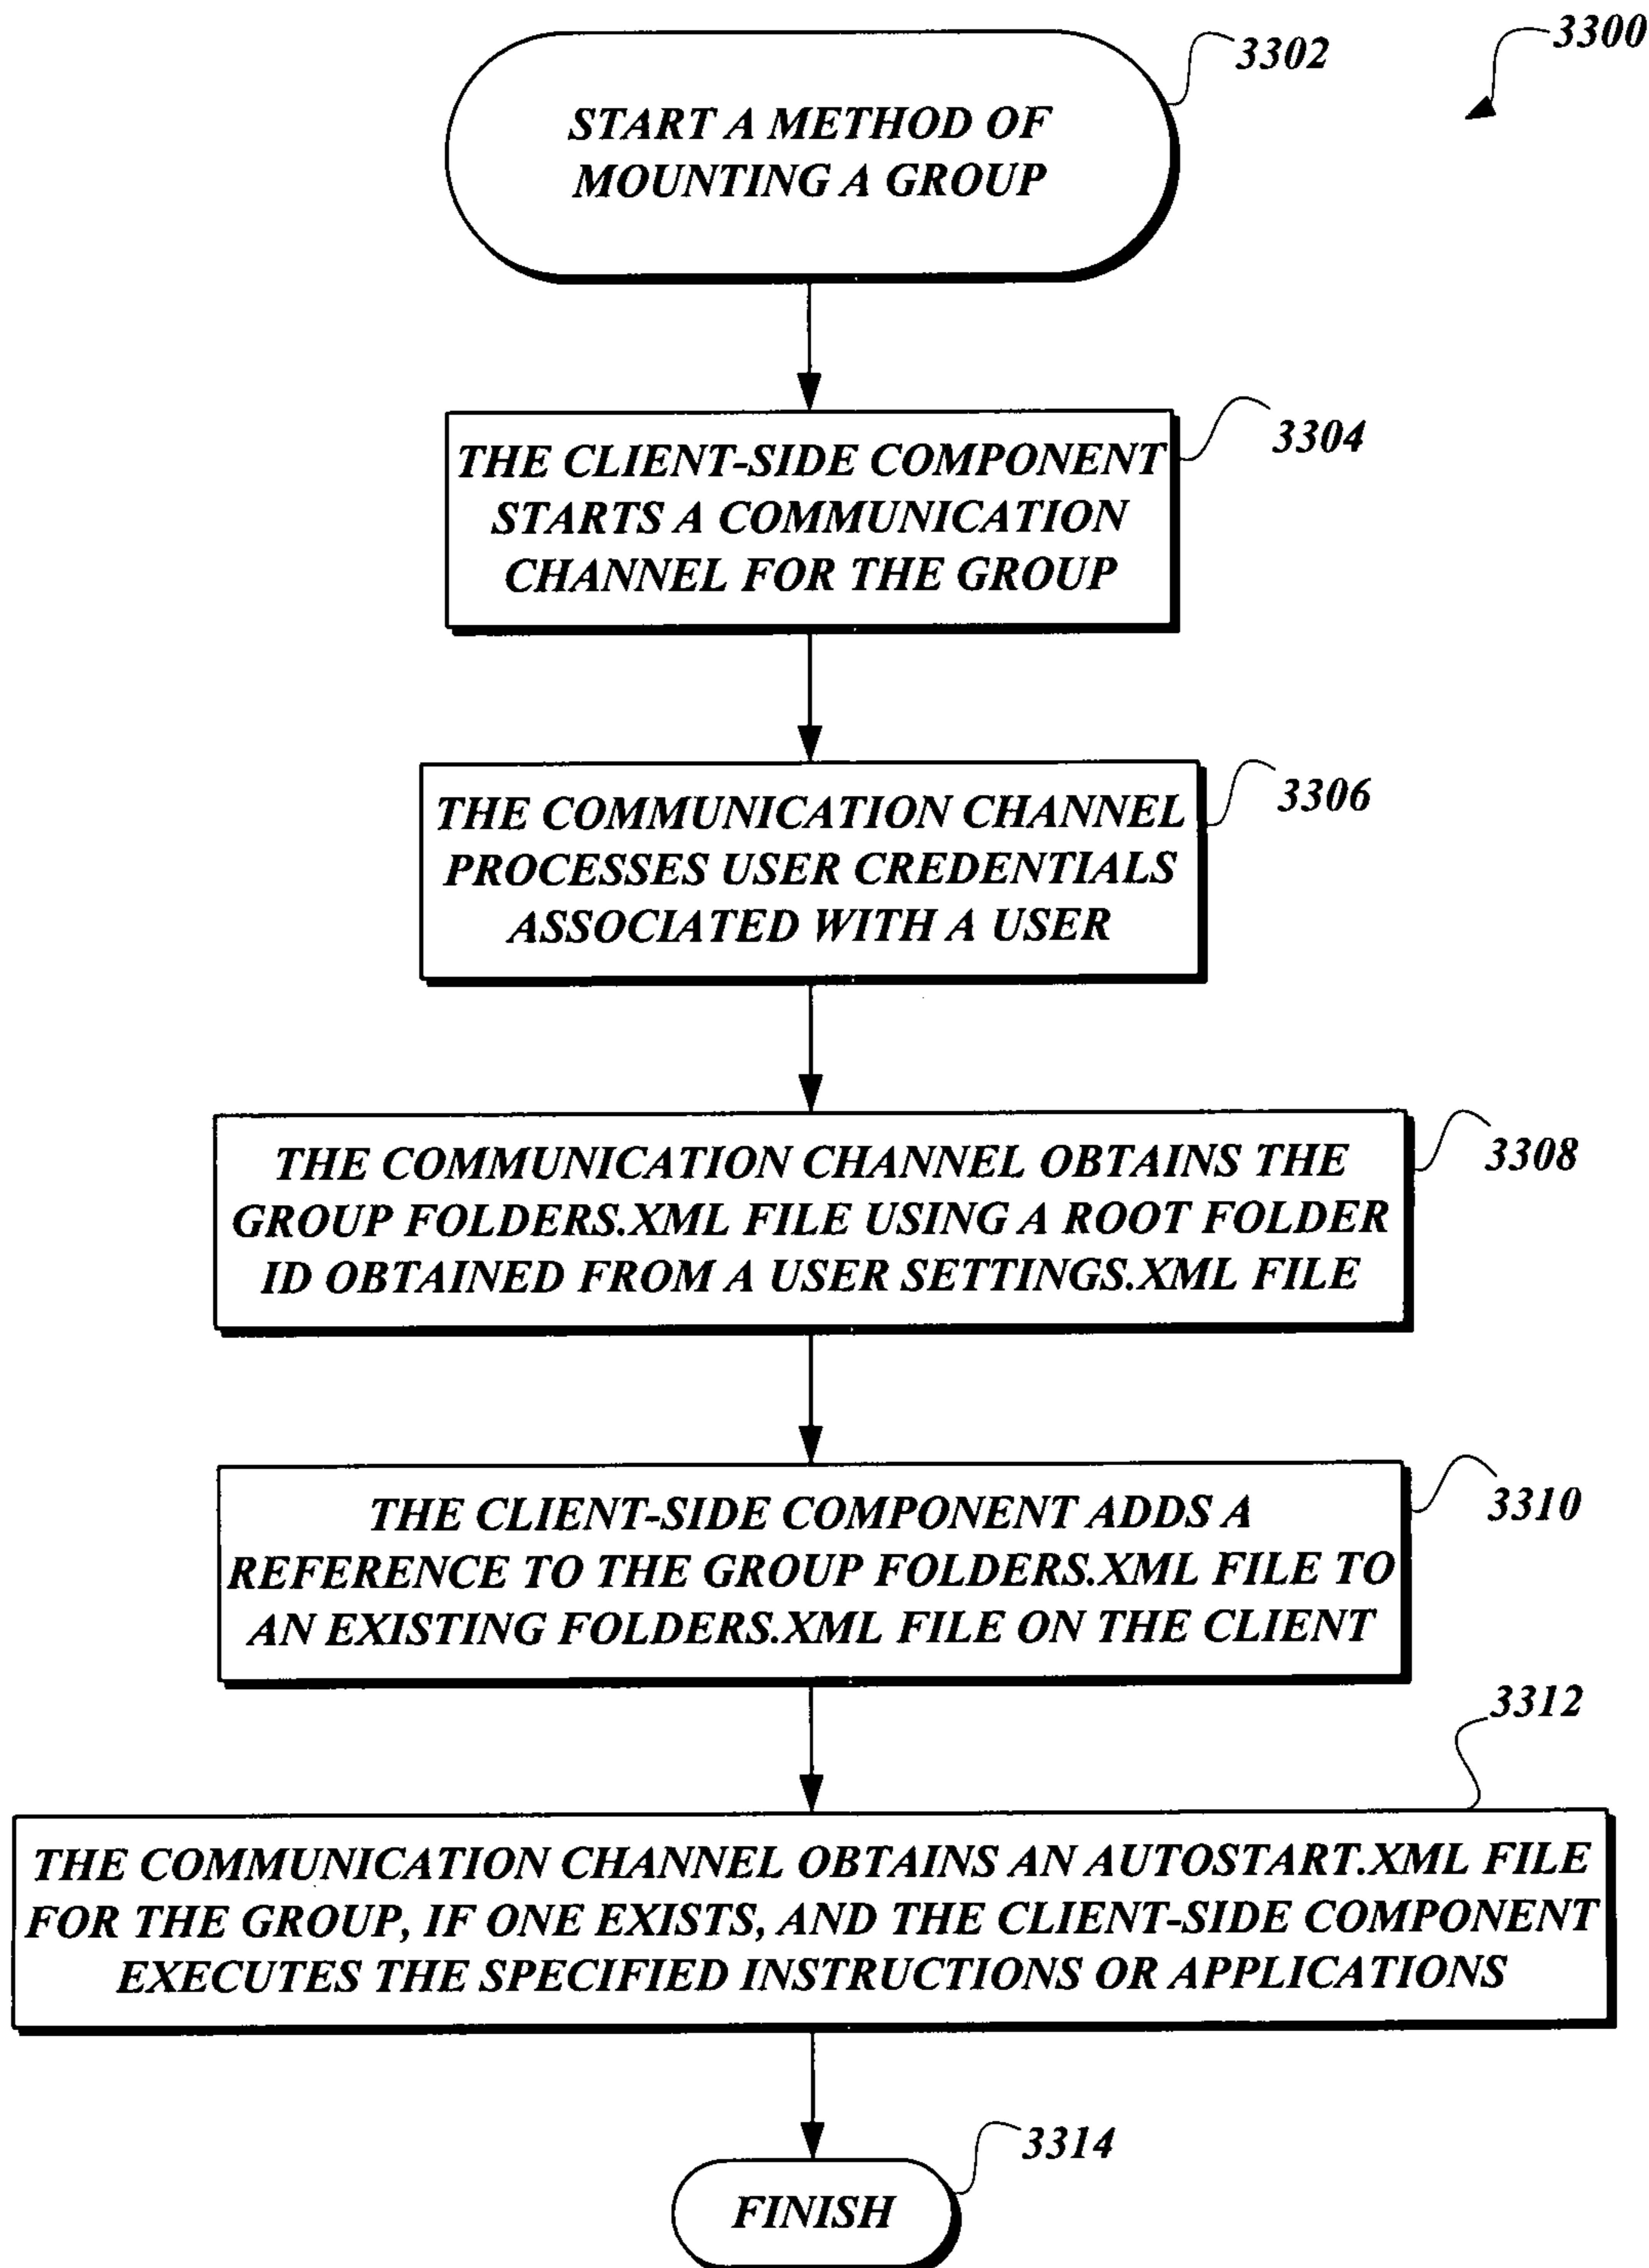 3300
3302
START A METHOD OF
MOUNTING A GROUP
3304
THE CLIENT-SIDE COMPONENT
STARTS A COMMUNICATION
CHANNEL FOR THE GROUP
3306
THE COMMUNICATION CHANNEL
PROCESSES USER CREDENTIALS
ASSOCIATED WITH A USER
3308
THE COMMUNICATION CHANNEL OBTAINS THE
GROUP FOLDERS.XML FILE USING A ROOT FOLDER
ID OBTAINED FROM A USER SETTINGS.XML FILE
3310
THE CLIENT-SIDE COMPONENT ADDS A
REFERENCE TO THE GROUP FOLDERS.XML FILE TO
AN EXISTING FOLDERS.XML FILE ON THE CLIENT
3312
THE COMMUNICATION CHANNEL OBTAINS AN AUTOSTART.XML FILE
FOR THE GROUP, IF ONE EXISTS, AND THE CLIENT-SIDE COMPONENT
EXECUTES THE SPECIFIED INSTRUCTIONS OR APPLICATIONS
3314
FINISH